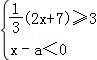 { 1/3(2x+7)≥3
x-a<0